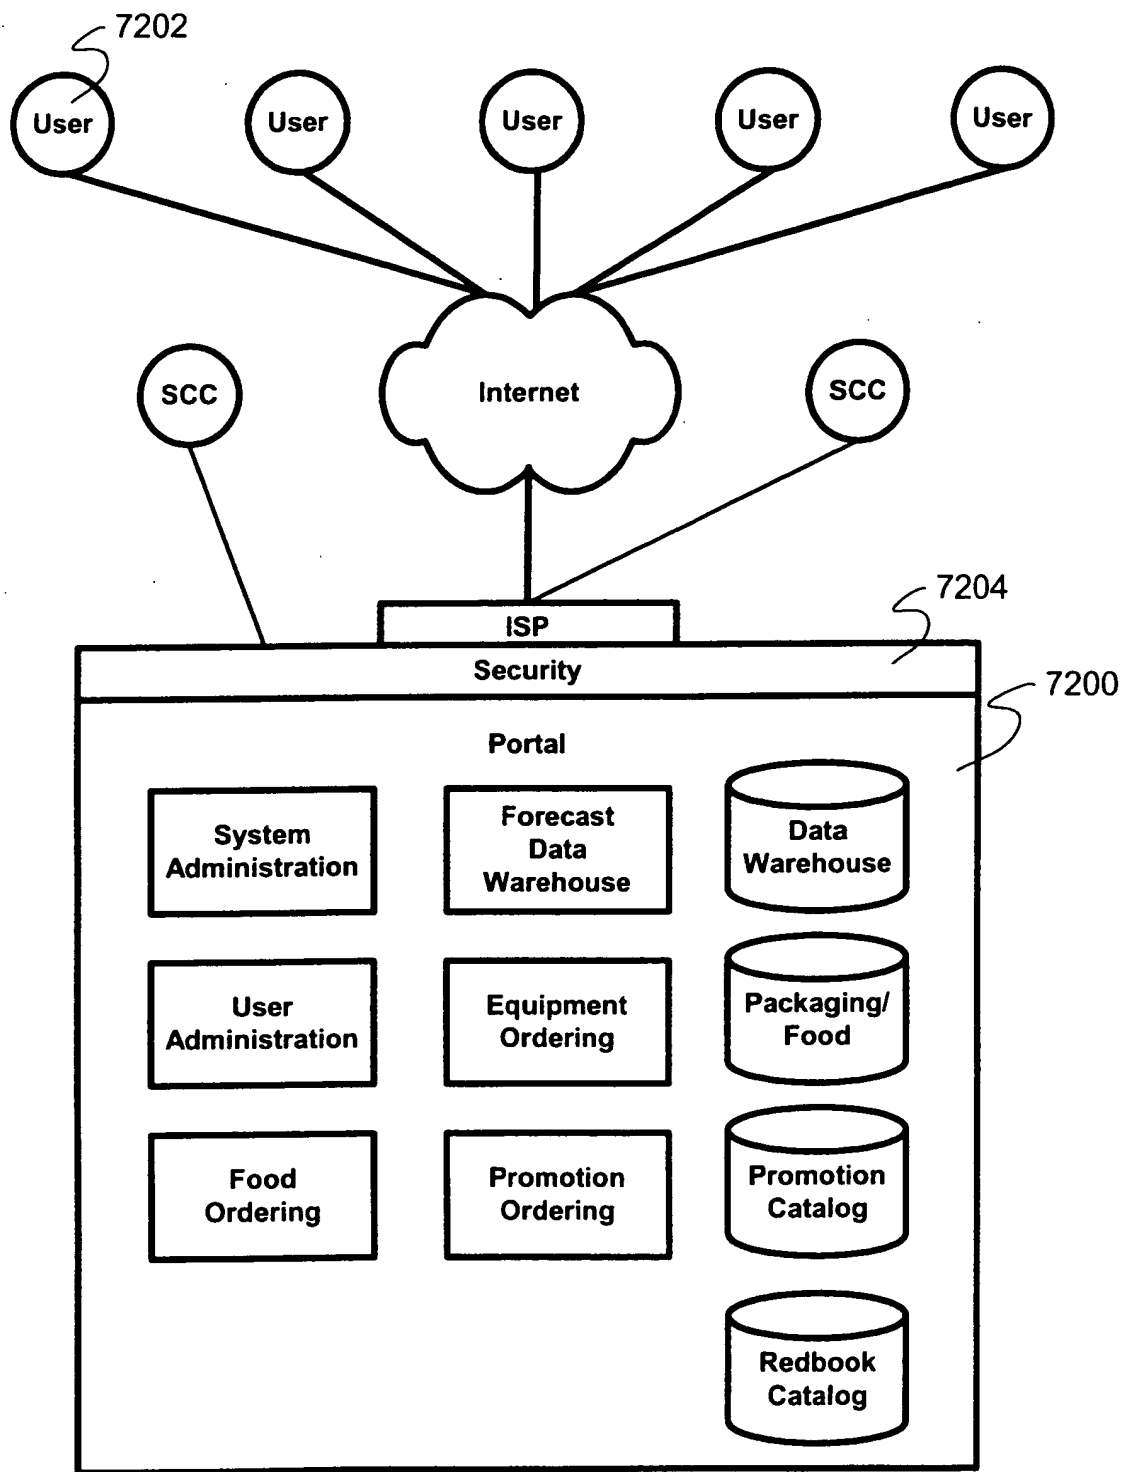 7202
User
User
User
User
User
Internet
SCC
SCC
7204
ISP
Security
7200
Portal
System
Administration
Forecast
Data
Warehouse
Data
Warehouse
User
Administration
Equipment
Ordering
Packaging/
Food
Food
Ordering
Promotion
Ordering
Promotion
Catalog
Redbook
Catalog